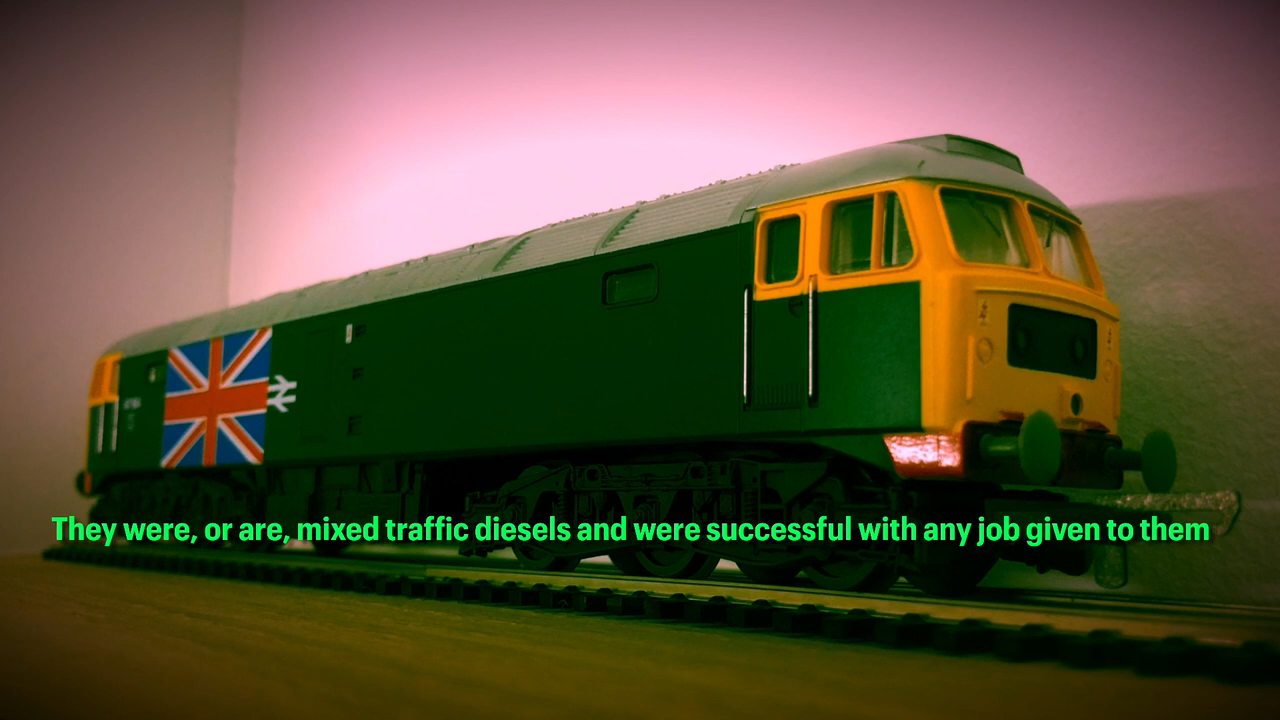 They were, or are, mixed traffic diesels and were successful with any job given to them